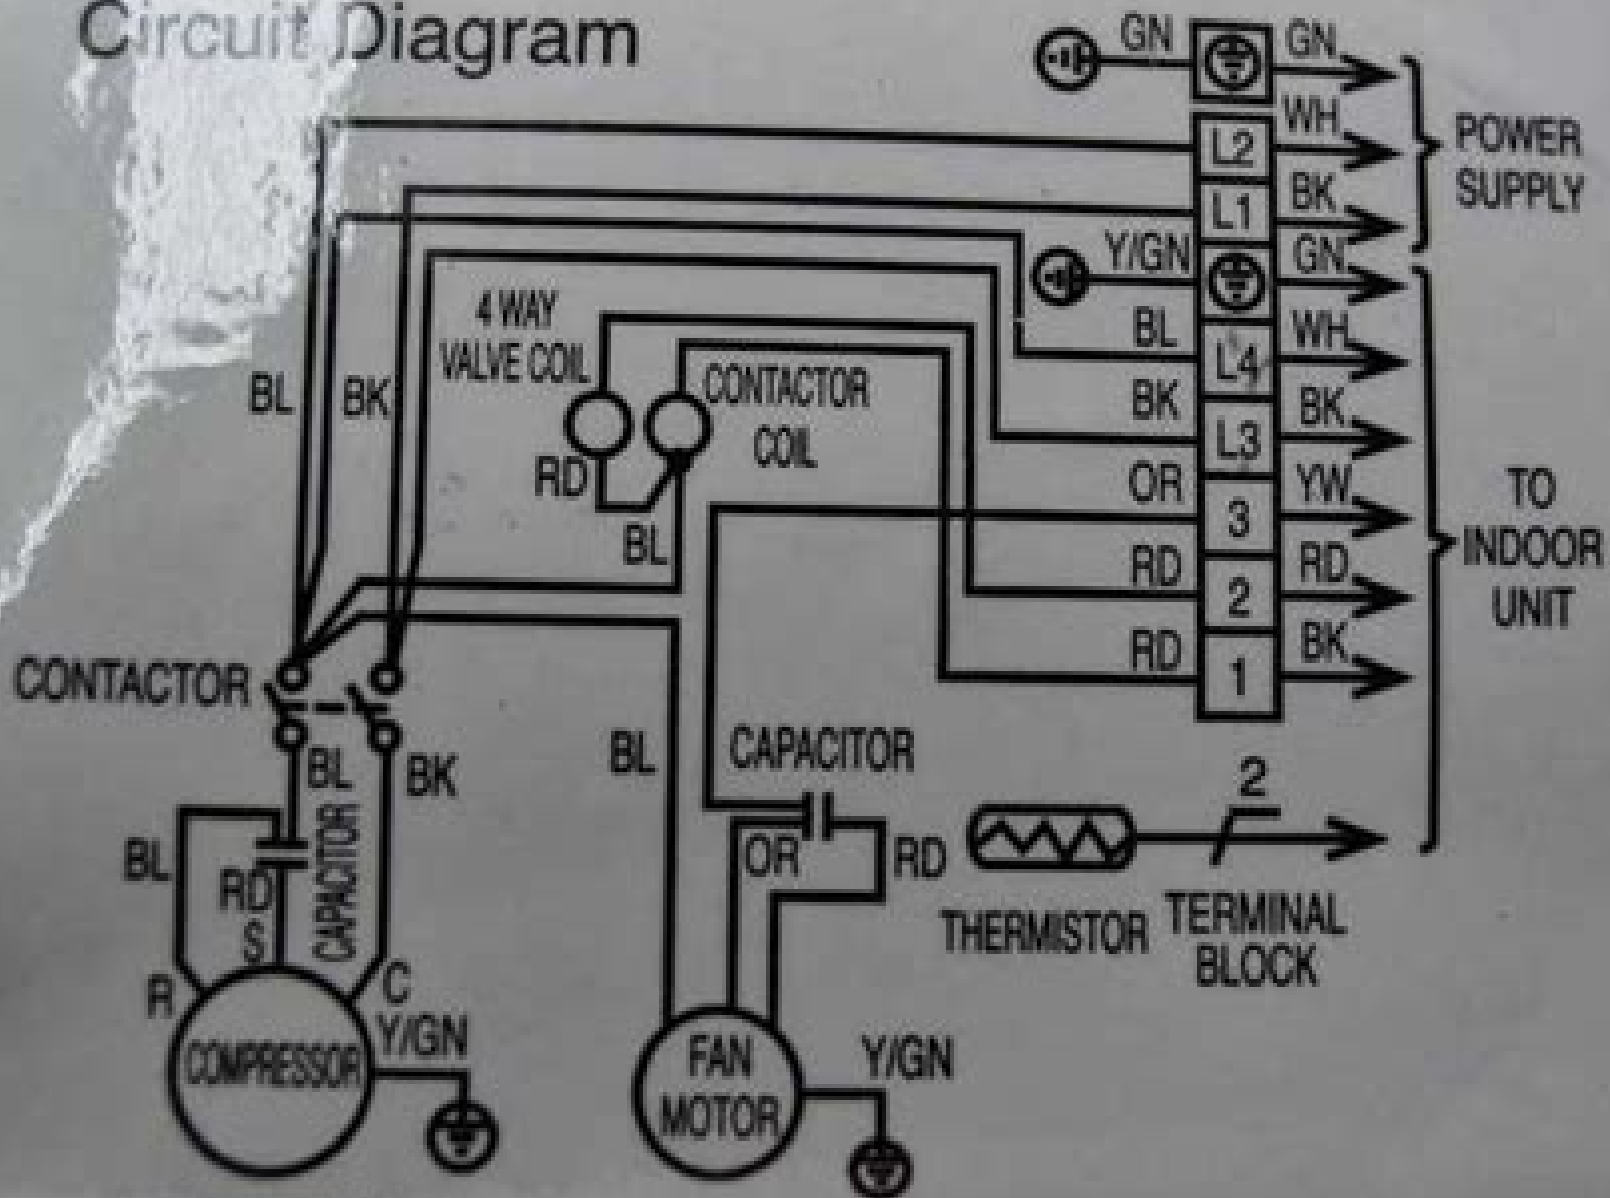 Circuit Diagram
GN
GN
WH
L2
POWER
SUPPLY
BK
L1
Y/GN
GN
4 WAY
VALVE COIL
BL
WH
L4
BL
BK
CONTACTOR
COIL
BK
BK
L3
RD
OR
YW
3
TO
INDOOR
UNIT
BL
RD
RD
2
CONTACTOR
RD
BK
1
BL
BK
BL
CAPACITOR
2
BL
RD
S
CAPACITOR
OR
RD
THERMISTOR
TERMINAL
BLOCK
R
C
Y/GN
COMPRESSOR
FAN
MOTOR
Y/GN